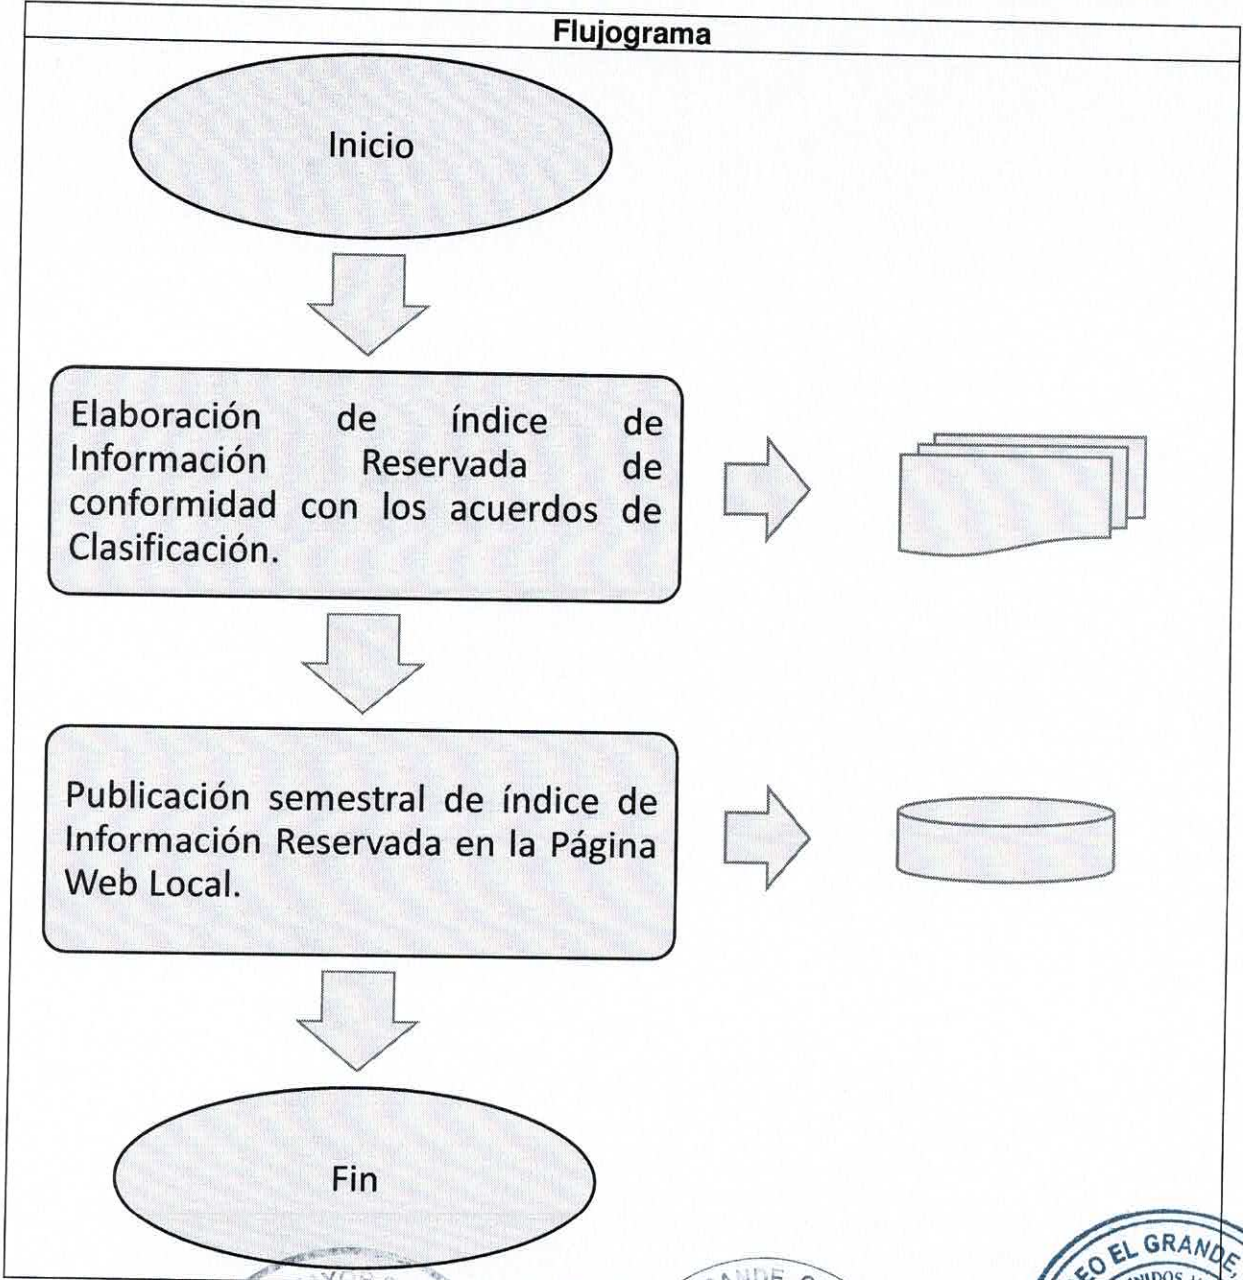 Flujograma
Inicio
Elaboración de índice de
Información Reservada de
conformidad con los acuerdos de
Clasificación.
Publicación semestral de índice de
Información Reservada en la Página
Web Local.
Fin
EO EL GRANDE,